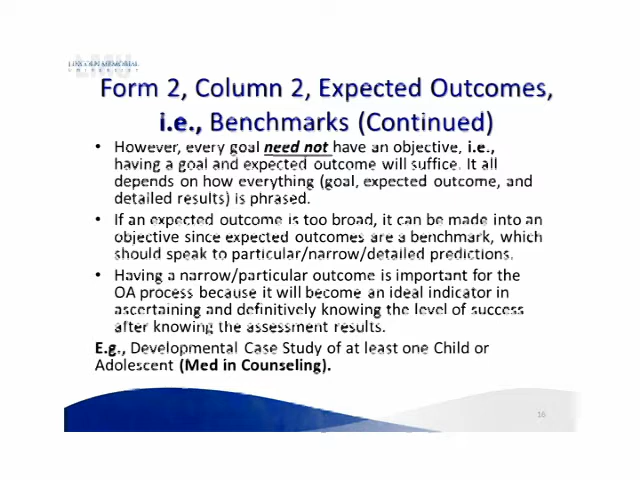 LINCOLN MEMORIAL
UNIVERSITY
Form 2, Column 2, Expected Outcomes,
i.e., Benchmarks (Continued)
• However, every goal need not have an objective, i.e.,
having a goal and expected outcome will suffice. It all
depends on how everything (goal, expected outcome, and
detailed results) is phrased.
• If an expected outcome is too broad, it can be made into an
objective since expected outcomes are a benchmark, which
should speak to particular/narrow/detailed predictions.
• Having a narrow/particular outcome is important for the
OA process because it will become an ideal indicator in
ascertaining and definitively knowing the level of success
after knowing the assessment results.
E.g., Developmental Case Study of at least one Child or
Adolescent (Med in Counseling).
16